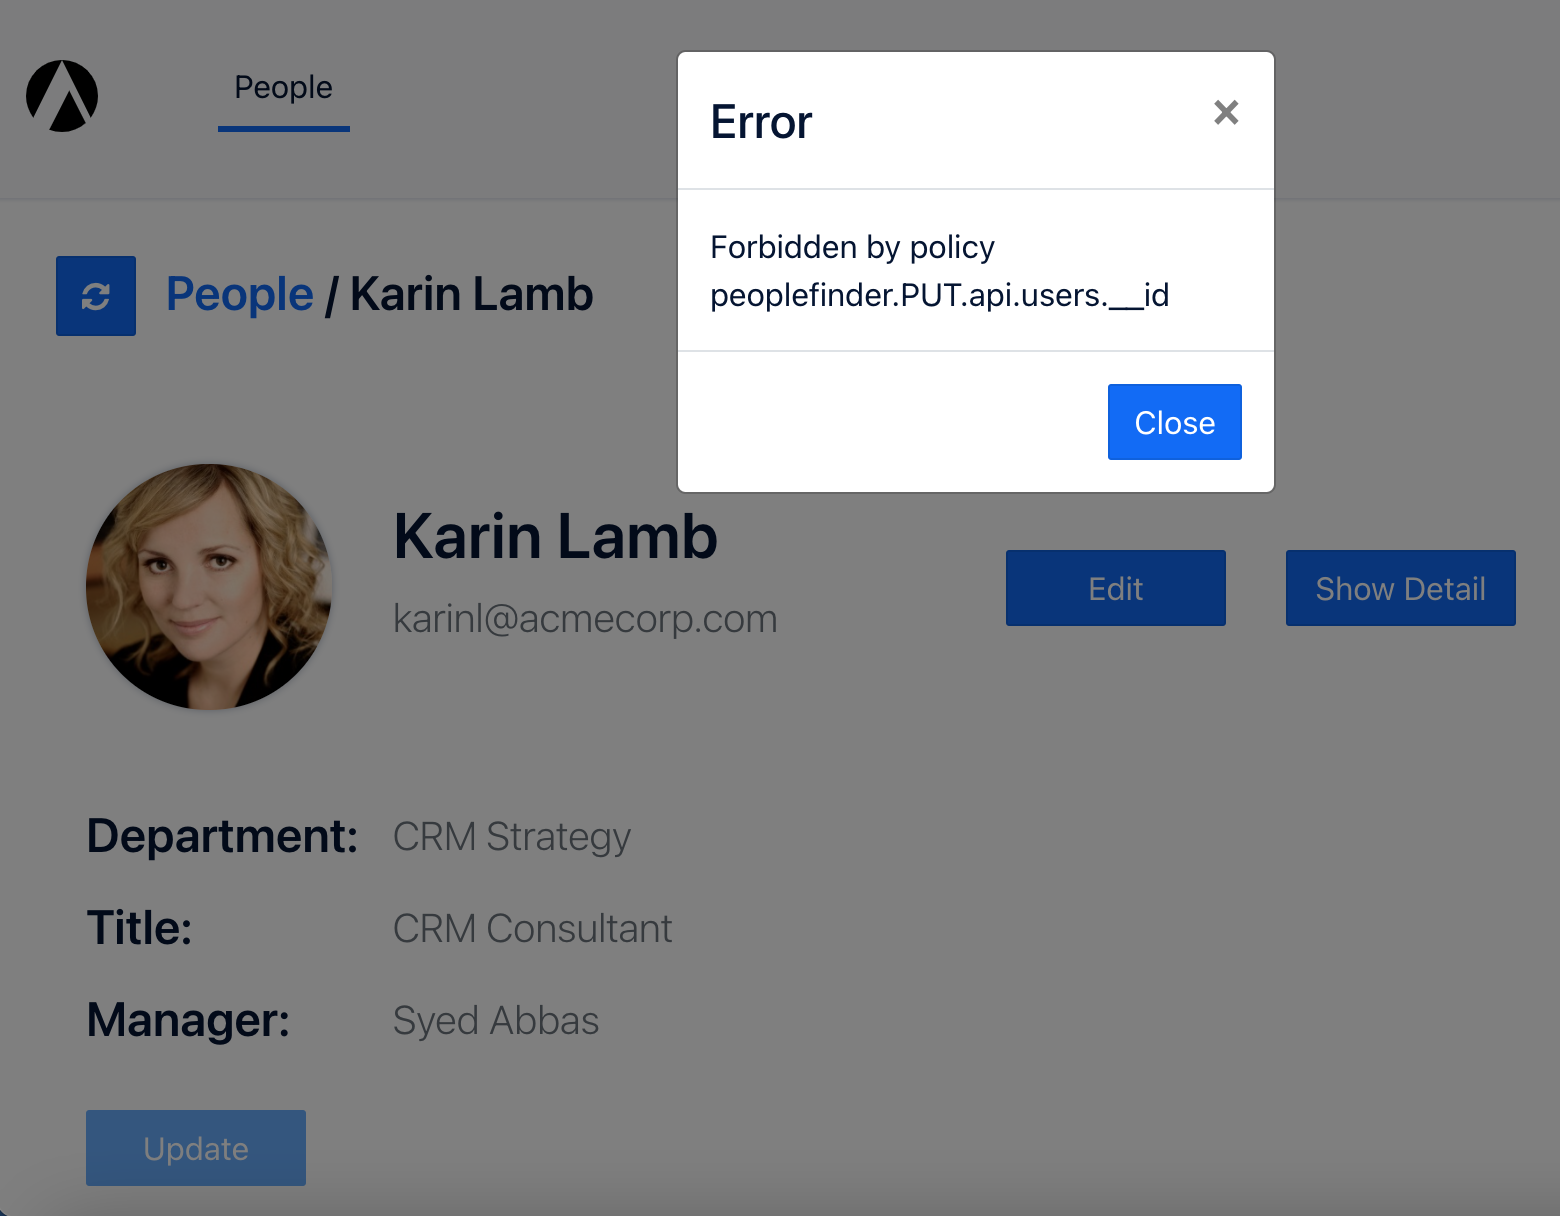 People
Error
×
Forbidden by policy
peoplefinder.PUT.api.users.__id
Close
People / Karin Lamb
Karin Lamb
karinl@acmecorp.com
Edit
Show Detail
Department: CRM Strategy
Title: CRM Consultant
Manager: Syed Abbas
Update